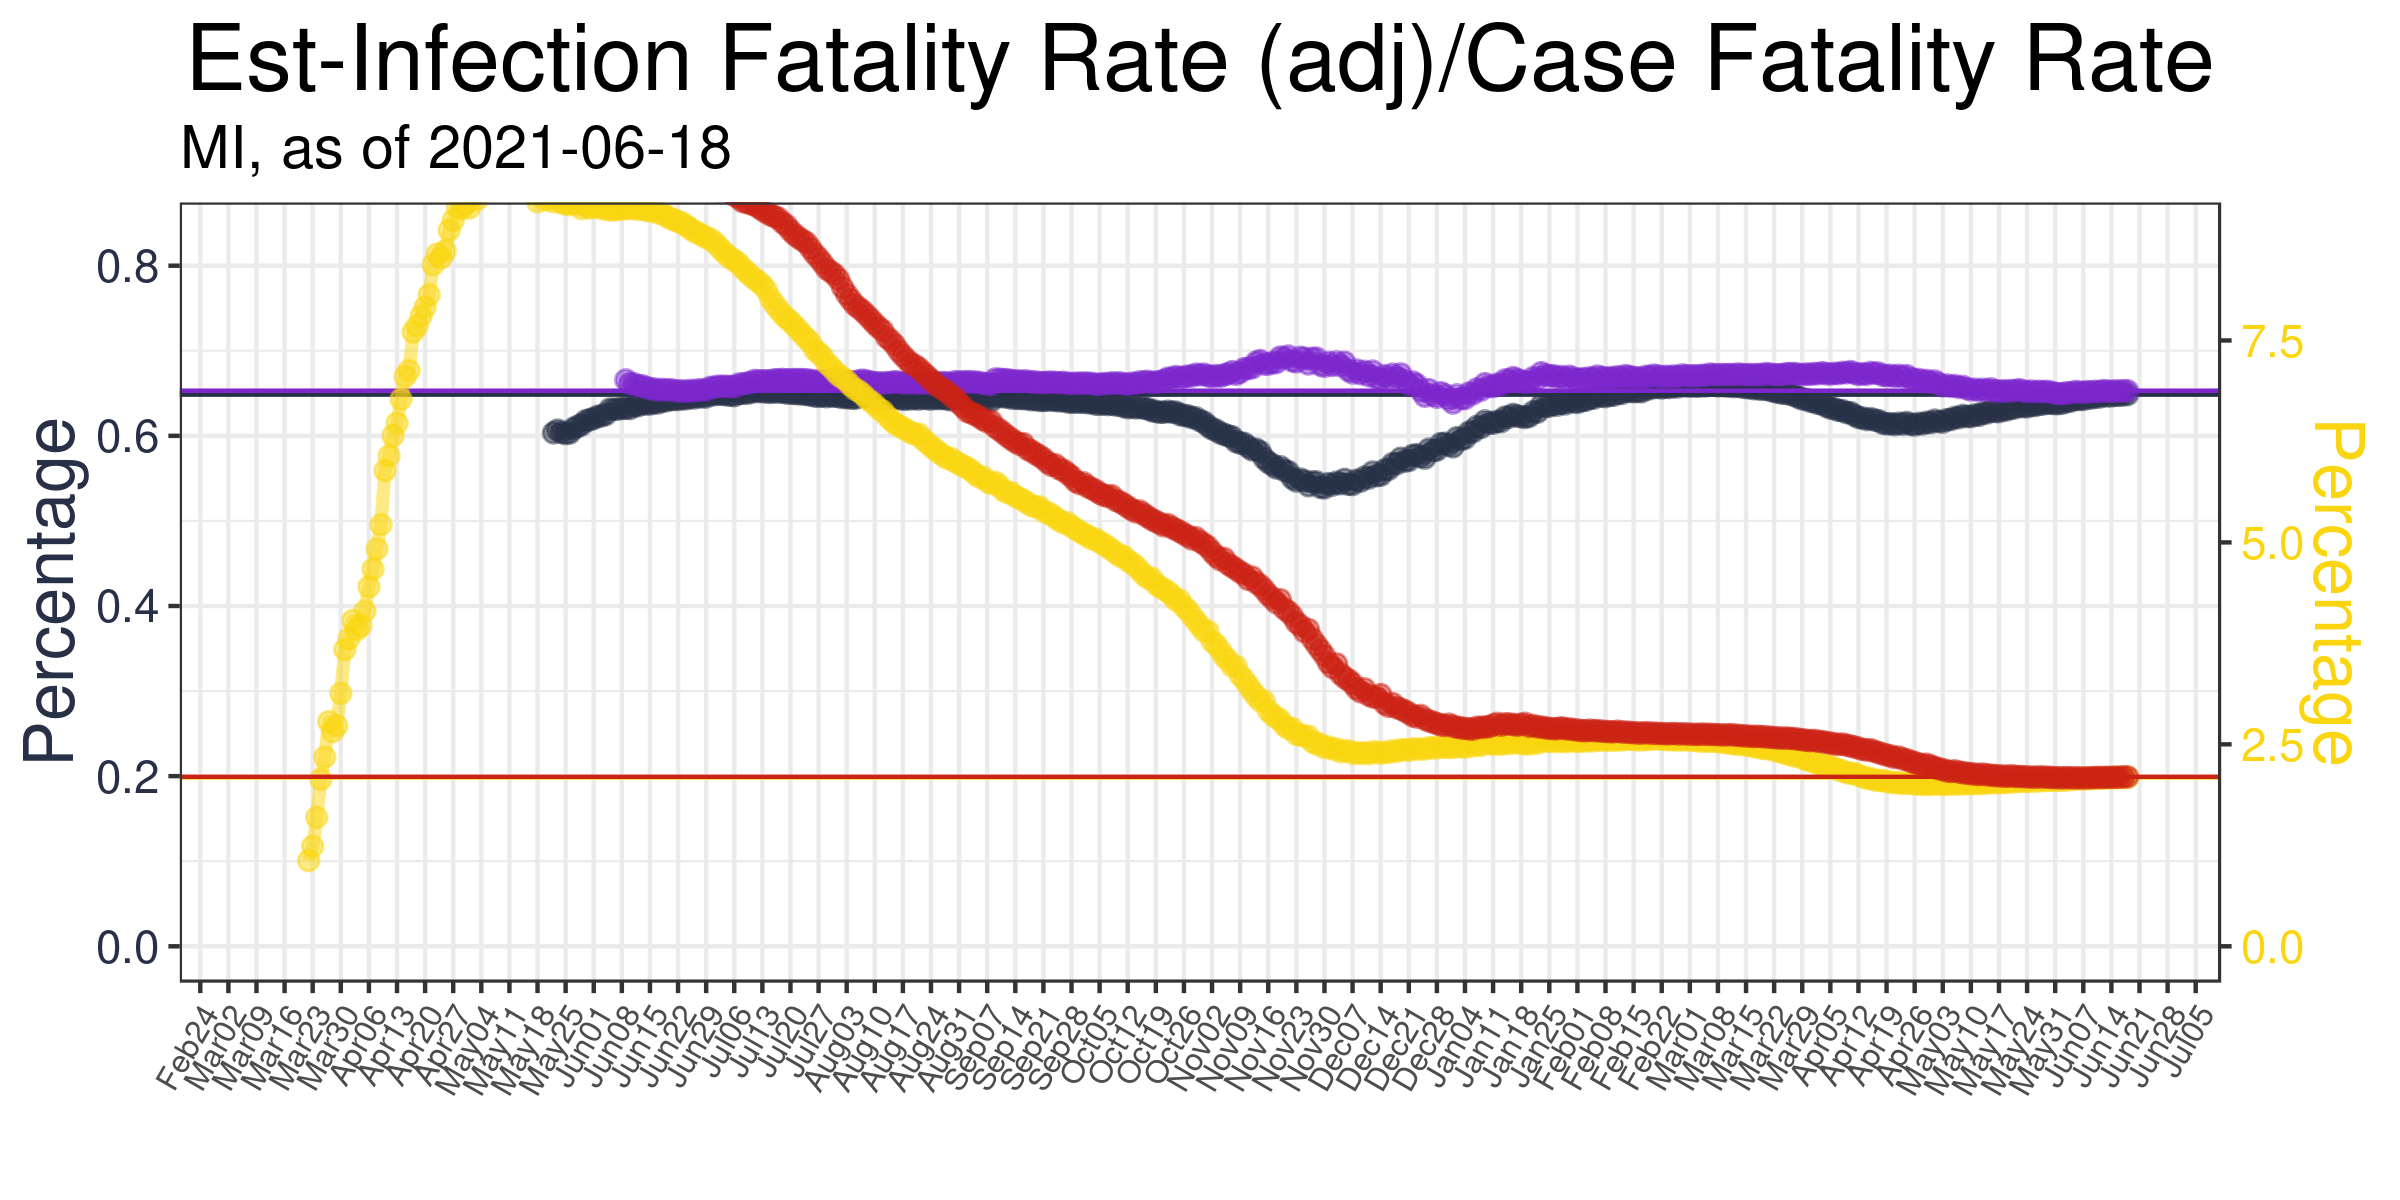 Est-Infection Fatality Rate (adj)/Case Fatality Rate
MI, as of 2021-06-18
Percentage
0.8
0.6
0.4
0.2
0.0
7.5
5.0
2.5
0.0
Percentage
Feb24
Mar02
Mar09
Mar16
Mar23
Mar30
Apr06
Apr13
Apr20
Apr27
May04
May11
May18
May25
Jun01
Jun08
Jun15
Jun22
Jun29
Jul06
Jul13
Jul20
Jul27
Aug03
Aug10
Aug17
Aug24
Aug31
Sep07
Sep14
Sep21
Sep28
Oct05
Oct12
Oct19
Oct26
Nov02
Nov09
Nov16
Nov23
Nov30
Dec07
Dec14
Dec21
Dec28
Jan04
Jan11
Jan18
Jan25
Feb01
Feb08
Feb15
Feb22
Mar01
Mar08
Mar15
Mar22
Mar29
Apr05
Apr12
Apr19
Apr26
May03
May10
May17
May24
May31
Jun07
Jun14
Jun21
Jun28
Jul05